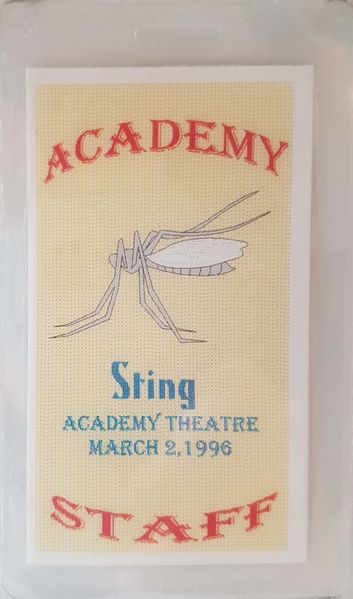 ACADEMY
Sting
ACADEMY THEATRE
MARCH 2,1996
STAFF